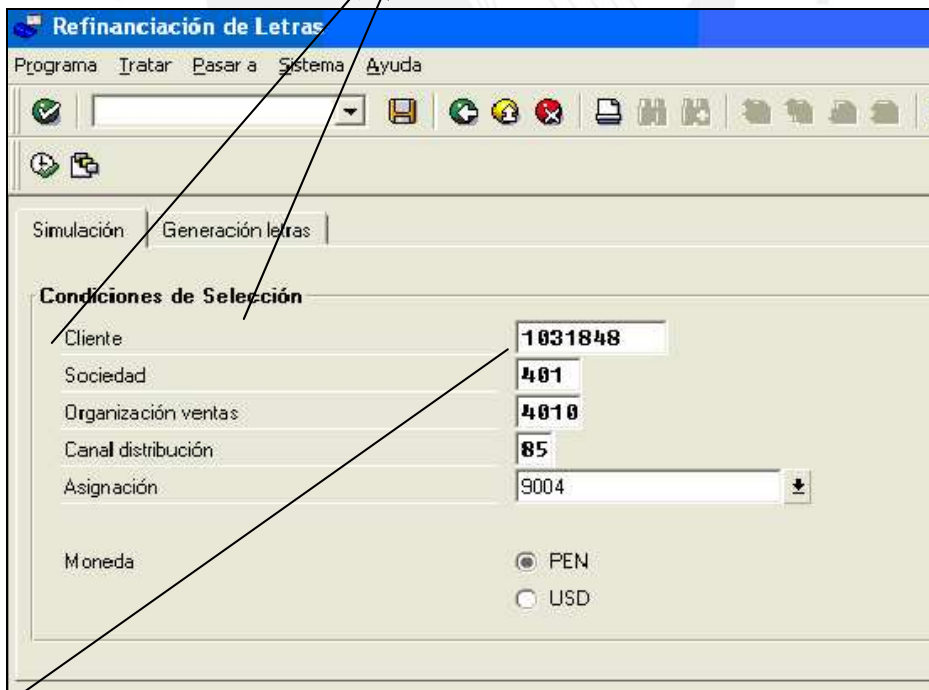 Refinanciación de Letras
Programa Tratar Pasar a Sistema Ayuda
Simulación Generación letras
Condiciones de Selección
Cliente 1031848
Sociedad 401
Organización ventas 4010
Canal distribución 85
Asignación 9004
Moneda PEN
USD